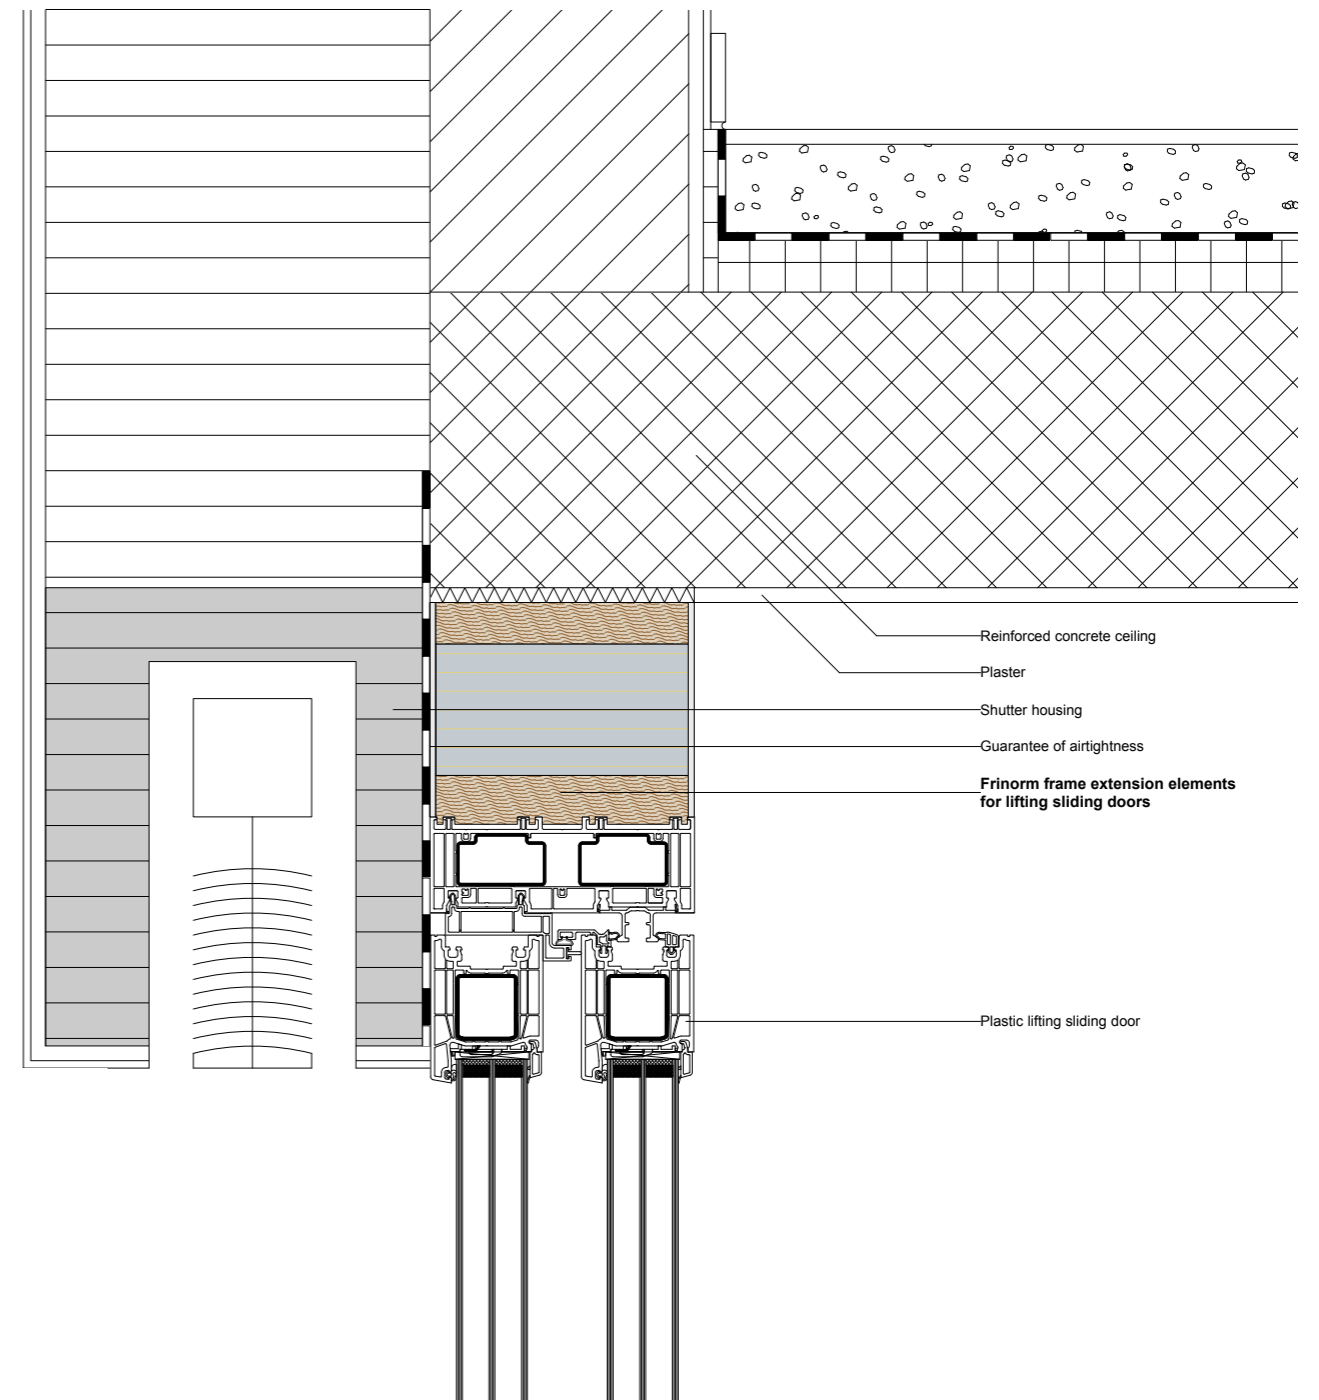 Reinforced concrete ceiling
Plaster
Shutter housing
Guarantee of airtightness
Frinorm frame extension elements
for lifting sliding doors
Plastic lifting sliding door